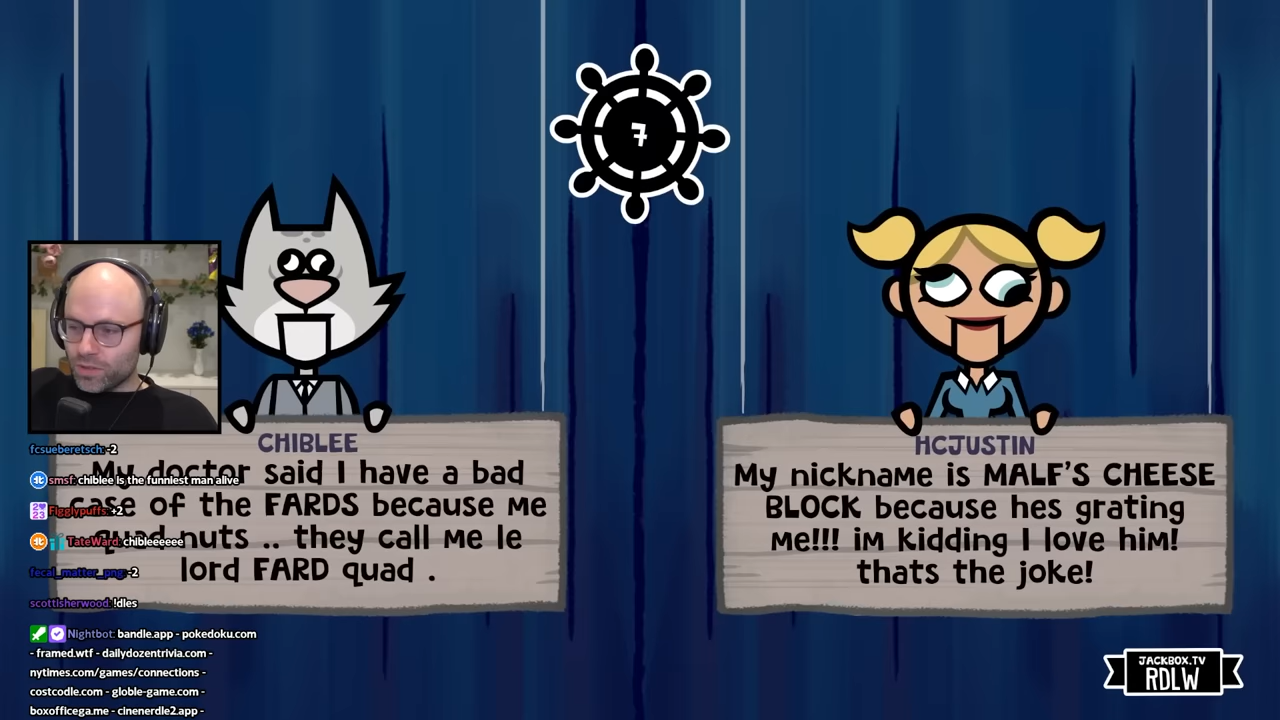 7
CHIBLEE
My doctor said I have a bad
case of the FARDS because me
quad nuts .. they call me le
lord FARD quad .
HCJUSTIN
My nickname is MALF'S CHEESE
BLOCK because hes grating
me!!! im kidding I love him!
thats the joke!
fcsueberetsch: -2
smsf: chiblee is the funniest man alive
2 23 Figglypuffs: +2
TateWard: chibleeeeee
fecal_matter_png: -2
scottisherwood: !dles
Nightbot: bandle.app - pokedoku.com
- framed.wtf - dailydozentrivia.com -
nytimes.com/games/connections -
costcodle.com - globle-game.com -
boxofficega.me - cinenerdle2.app -
JACKBOX.TV
RDLW